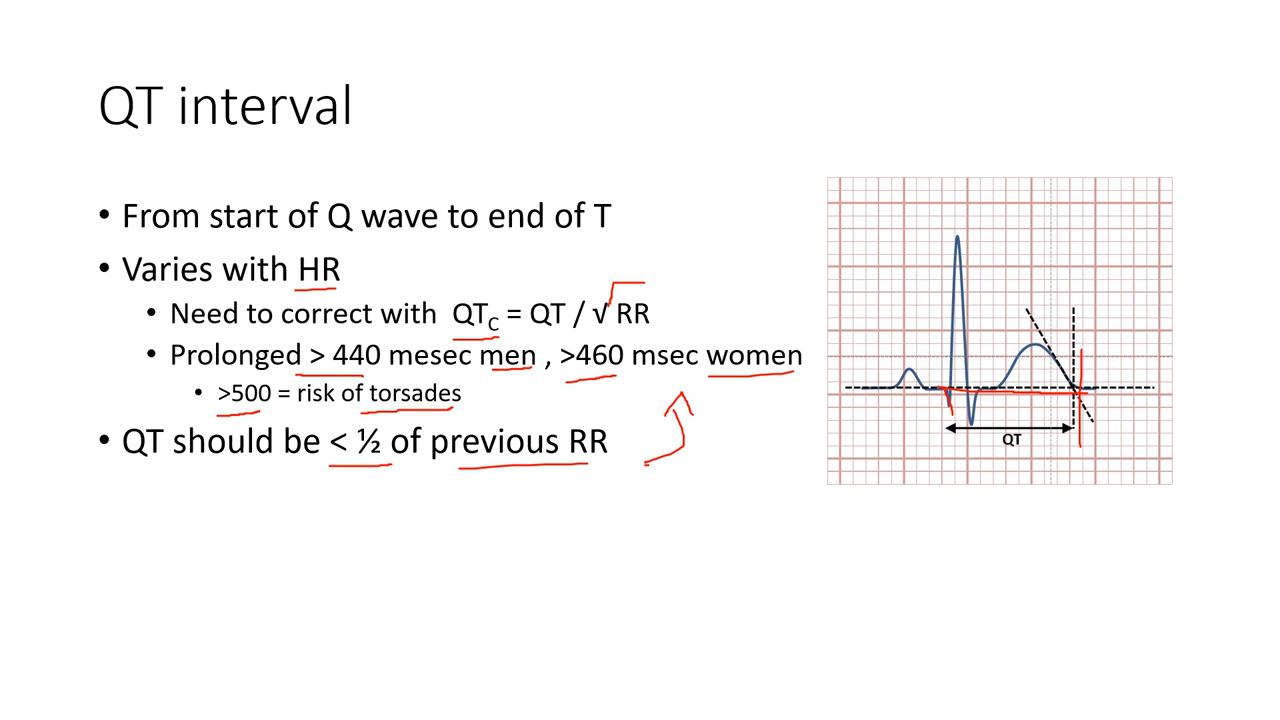 QT interval
• From start of Q wave to end of T
• Varies with HR
• Need to correct with QTC = QT / √ RR
• Prolonged > 440 mesec men , >460 msec women
• >500 = risk of torsades
• QT should be < ½ of previous RR
QT